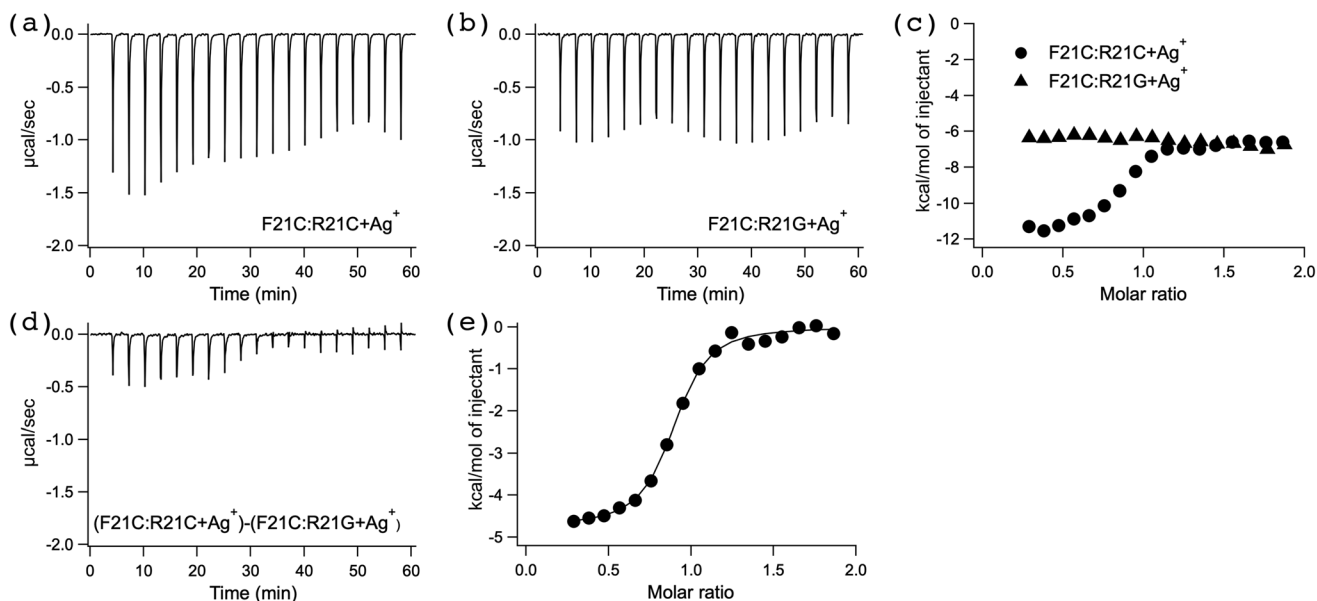 (a)
0.0
-0.5
-1.0
-1.5
-2.0
µcal/sec
F21C:R21C+Ag⁺
0 10 20 30 40 50 60
Time (min)
(b)
0.0
-0.5
-1.0
-1.5
-2.0
µcal/sec
F21C:R21G+Ag⁺
0 10 20 30 40 50 60
Time (min)
(c)
0
-2
-4
-6
-8
-10
-12
kcal/mol of injectant
F21C:R21C+Ag⁺
F21C:R21G+Ag⁺
0.0 0.5 1.0 1.5 2.0
Molar ratio
(d)
0.0
-0.5
-1.0
-1.5
-2.0
µcal/sec
(F21C:R21C+Ag⁺)-(F21C:R21G+Ag⁺)
0 10 20 30 40 50 60
Time (min)
(e)
0
-1
-2
-3
-4
-5
kcal/mol of injectant
0.0 0.5 1.0 1.5 2.0
Molar ratio